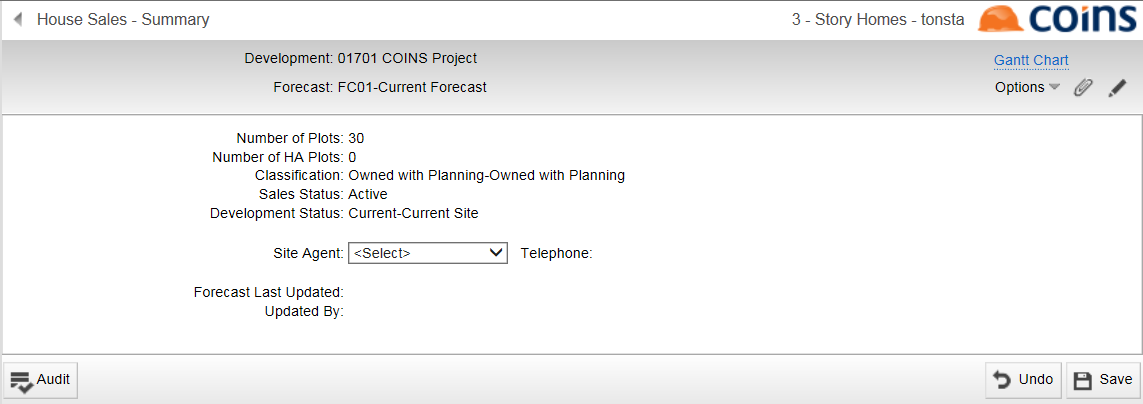 House Sales - Summary
3 - Story Homes - tonsta
coins
Development: 01701 COINS Project
Gantt Chart
Forecast: FC01-Current Forecast
Options
Number of Plots: 30
Number of HA Plots: 0
Classification: Owned with Planning-Owned with Planning
Sales Status: Active
Development Status: Current-Current Site
Site Agent: <Select> Telephone:
Forecast Last Updated:
Updated By:
Audit
Undo
Save